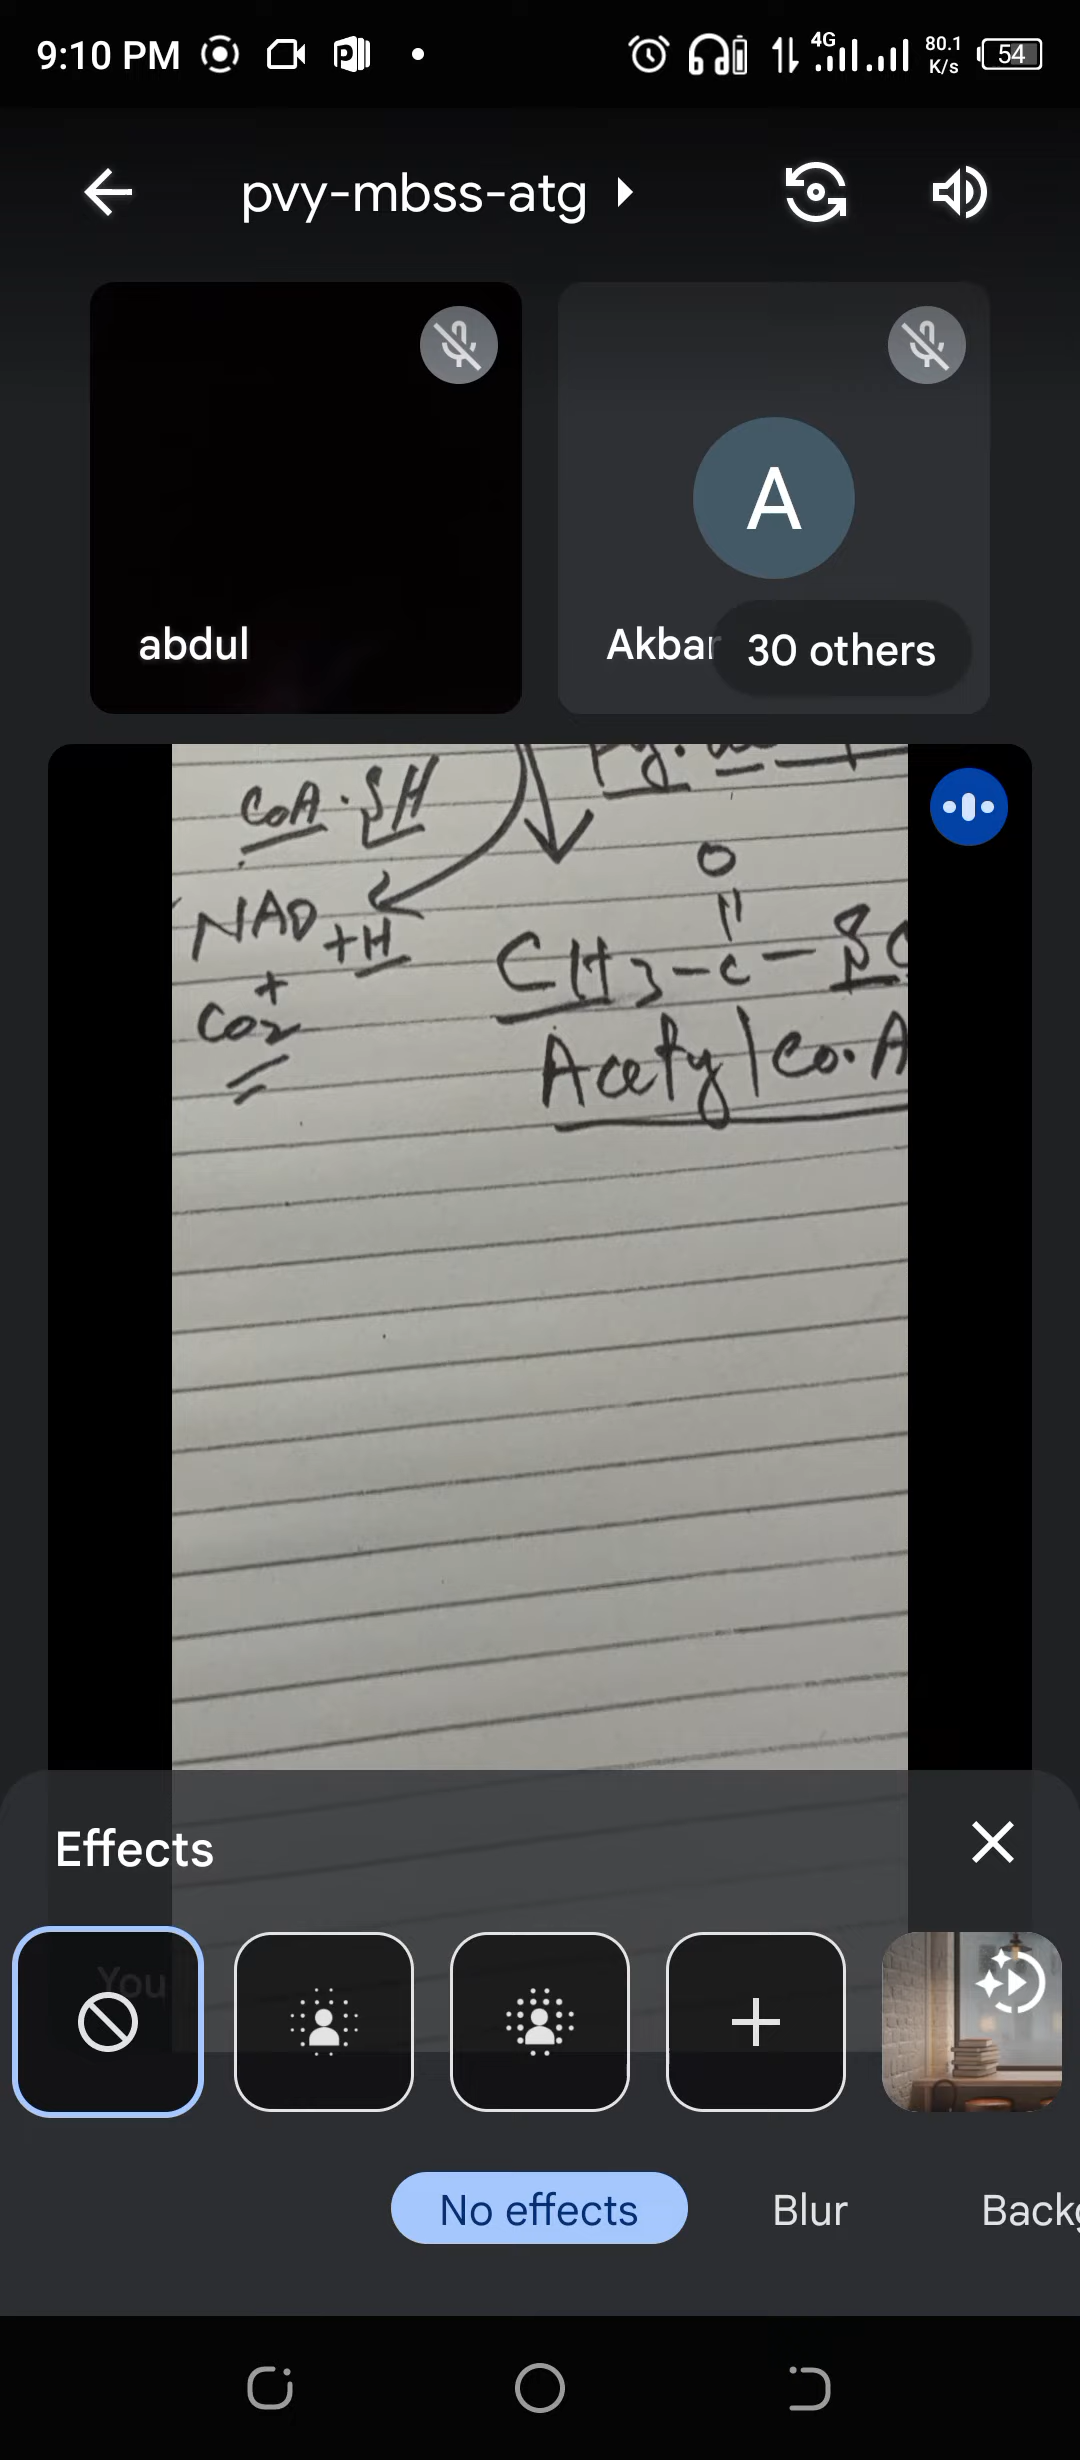 9:10 PM
4G
80.1 K/s
54
pvy-mbss-atg
abdul
A
Akbar
30 others
CoA·SH
NAD +H
+
CO2
O
CH3-C-S
Acetyl Co.A
Effects
You
No effects
Blur
Backg